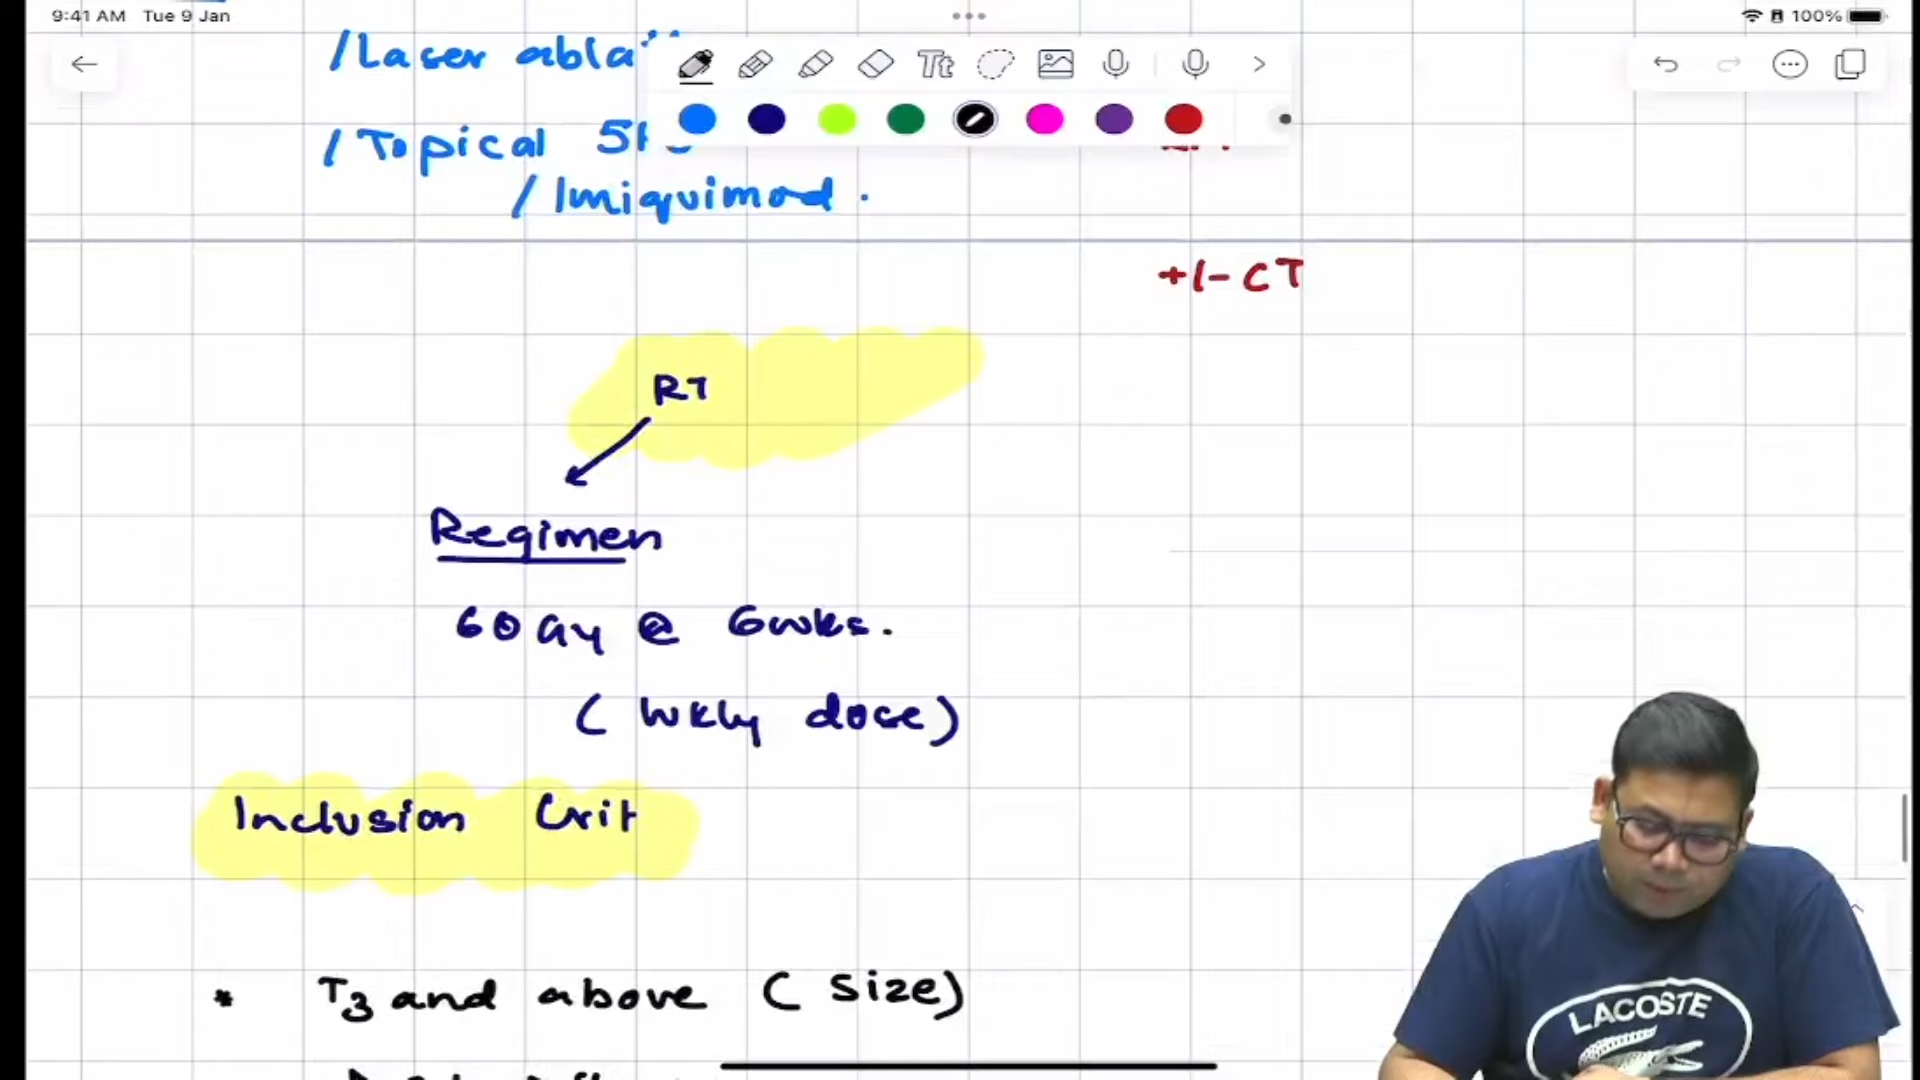 9:41 AM Tue 9 Jan
100%
/Laser abla
Tt
/Topical 5F
/Imiquimod.
+/- CT
RT
Regimen
60 Gy @ 6wks.
(wkly dose)
Inclusion Crit
* T3 and above (size)
LACOSTE